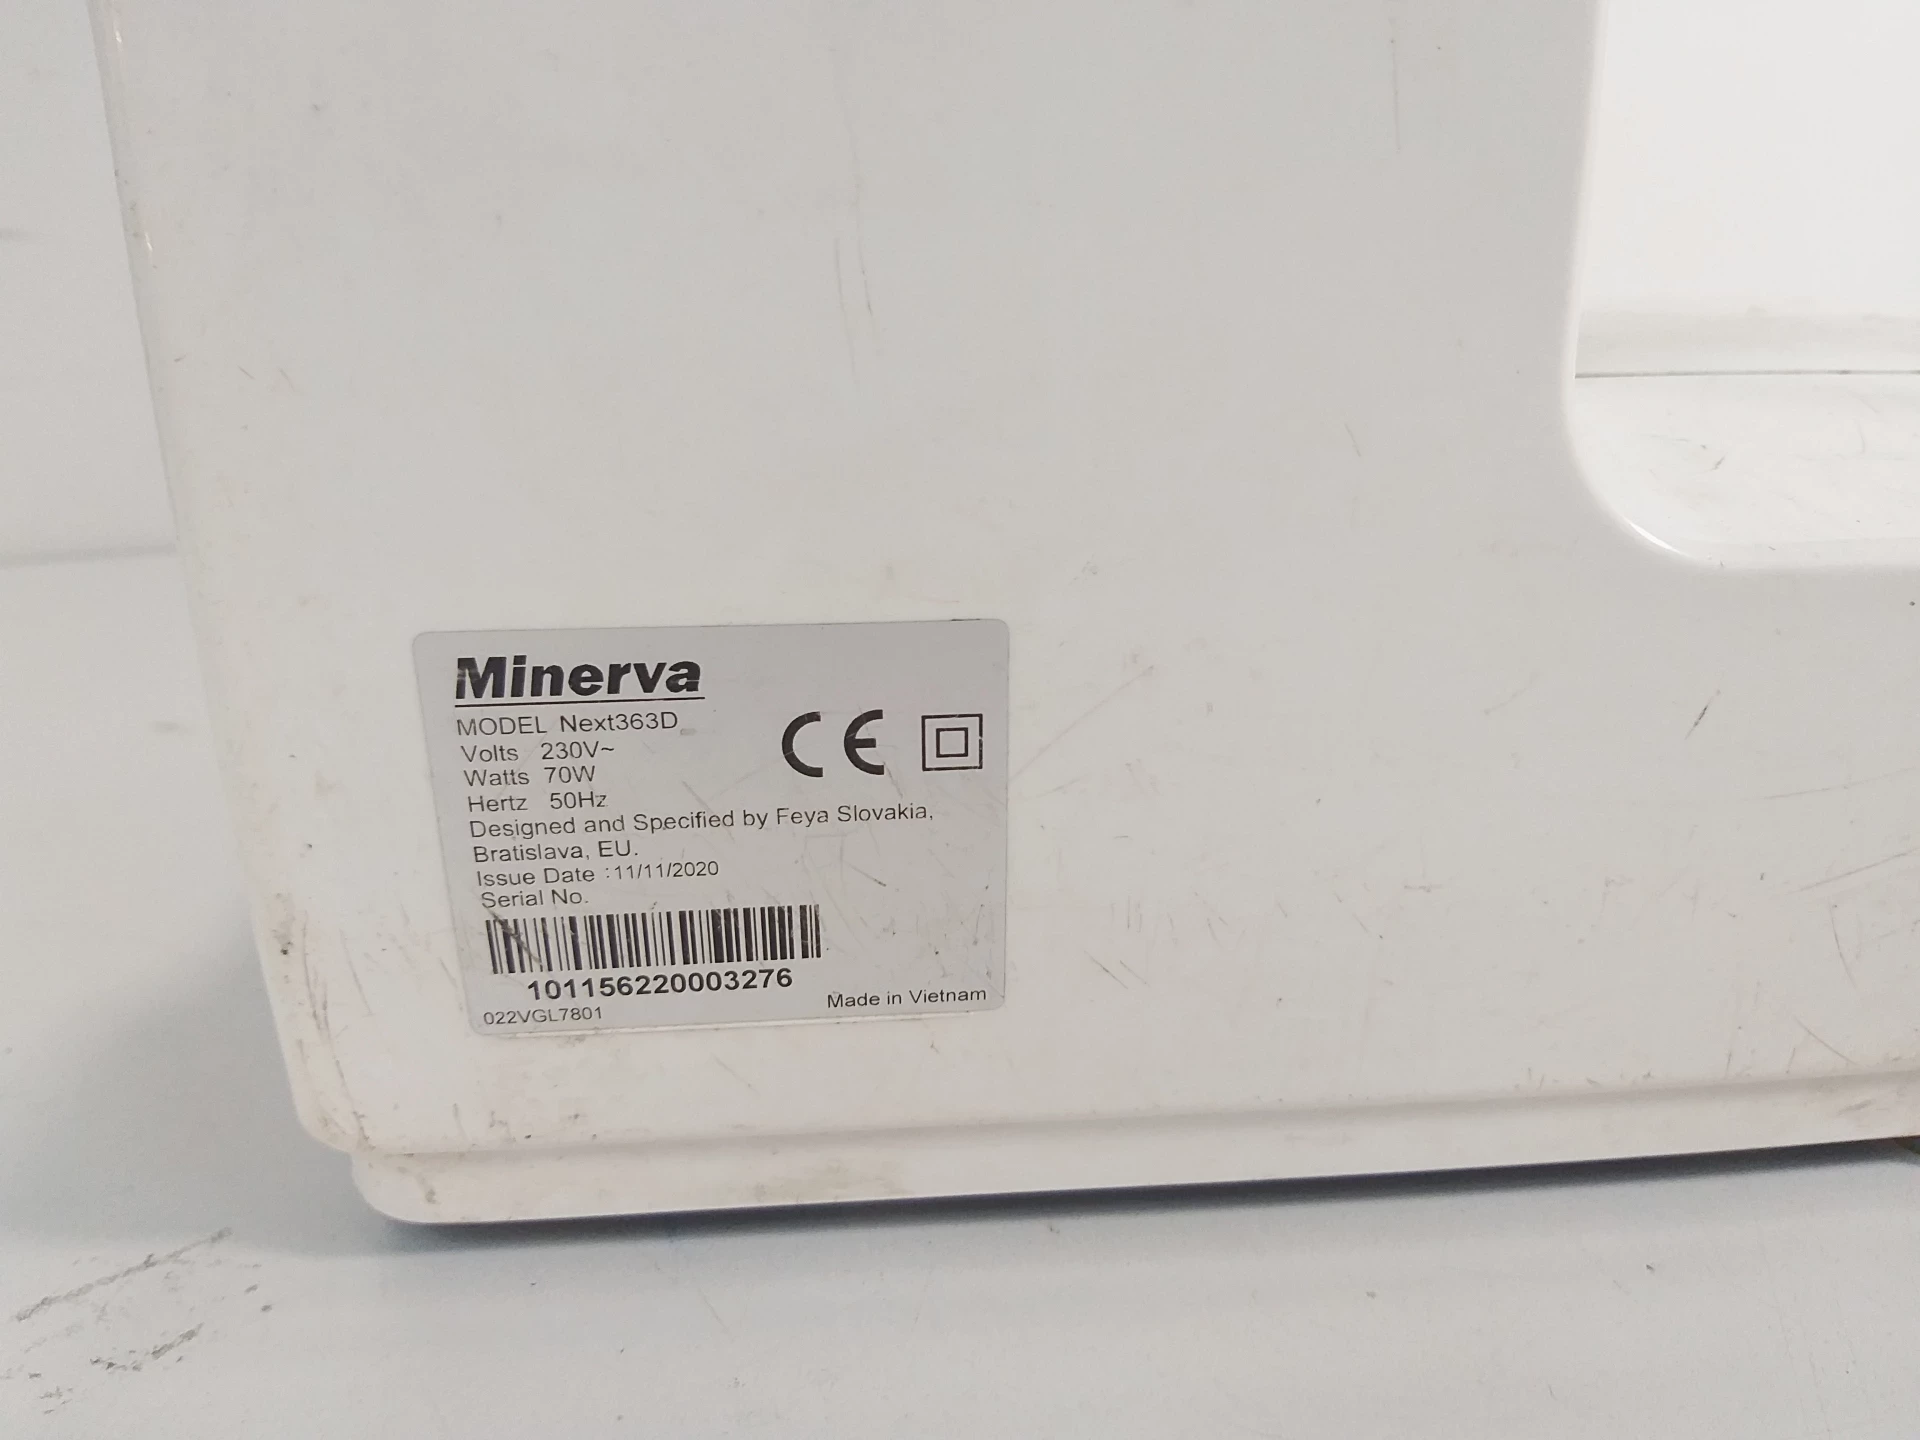 Minerva
MODEL Next363D
Volts 230V~
Watts 70W
Hertz 50Hz
CE
Designed and Specified by Feya Slovakia,
Bratislava, EU.
Issue Date :11/11/2020
Serial No.
101156220003276
022VGL7801
Made in Vietnam